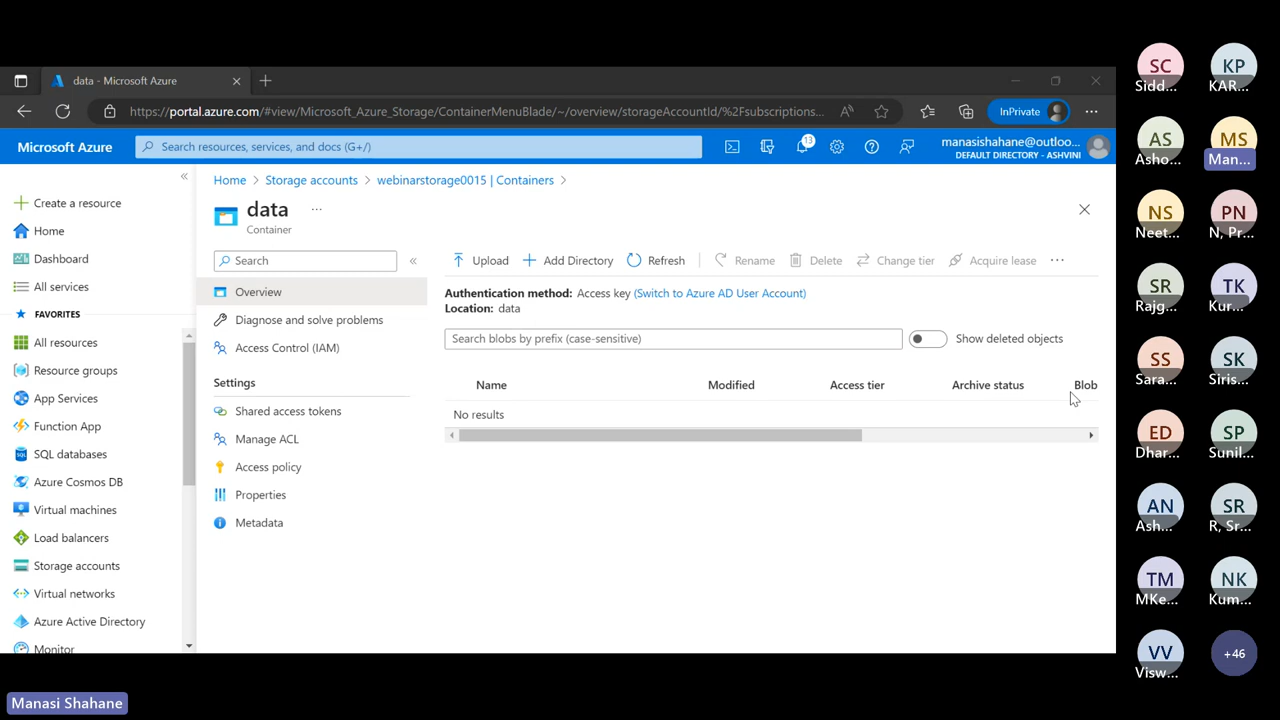 data - Microsoft Azure
https://portal.azure.com/#view/Microsoft_Azure_Storage/ContainerMenuBlade/~/overview/storageAccountId/%2Fsubscriptions...
InPrivate
Microsoft Azure
Search resources, services, and docs (G+/)
13
manasishahane@outloo...
DEFAULT DIRECTORY - ASHVINI
Create a resource
Home
Dashboard
All services
FAVORITES
All resources
Resource groups
App Services
Function App
SQL databases
Azure Cosmos DB
Virtual machines
Load balancers
Storage accounts
Virtual networks
Azure Active Directory
Monitor
Home > Storage accounts > webinarstorage0015 | Containers >
data ...
Container
Search
Overview
Diagnose and solve problems
Access Control (IAM)
Settings
Shared access tokens
Manage ACL
Access policy
Properties
Metadata
Upload Add Directory Refresh Rename Delete Change tier Acquire lease ...
Authentication method: Access key (Switch to Azure AD User Account)
Location: data
Search blobs by prefix (case-sensitive)
Show deleted objects
Name Modified Access tier Archive status Blob
No results
SC KP
Sidd... KAR...
AS MS
Asho... Man...
NS PN
Neet... N, Pr...
SR TK
Rajg... Kur...
SS SK
Sara... Siris...
ED SP
Dhar... Sunil...
AN SR
Ash... R, Sr...
TM NK
MKe... Kum...
VV +46
Visw...
Manasi Shahane